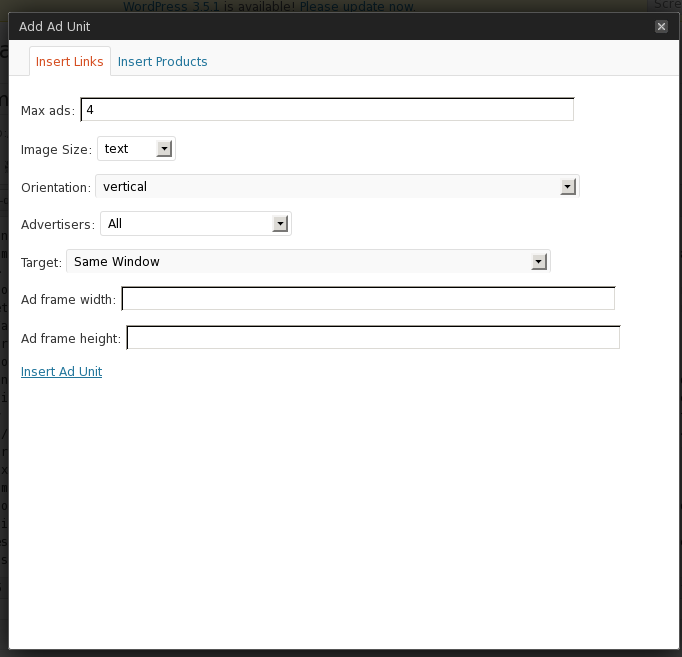 WordPress 3.5.1 is available! Please update now.
Scre
Add Ad Unit
Insert Links Insert Products
Max ads: 4
Image Size: text
Orientation: vertical
Advertisers: All
Target: Same Window
Ad frame width:
Ad frame height:
Insert Ad Unit